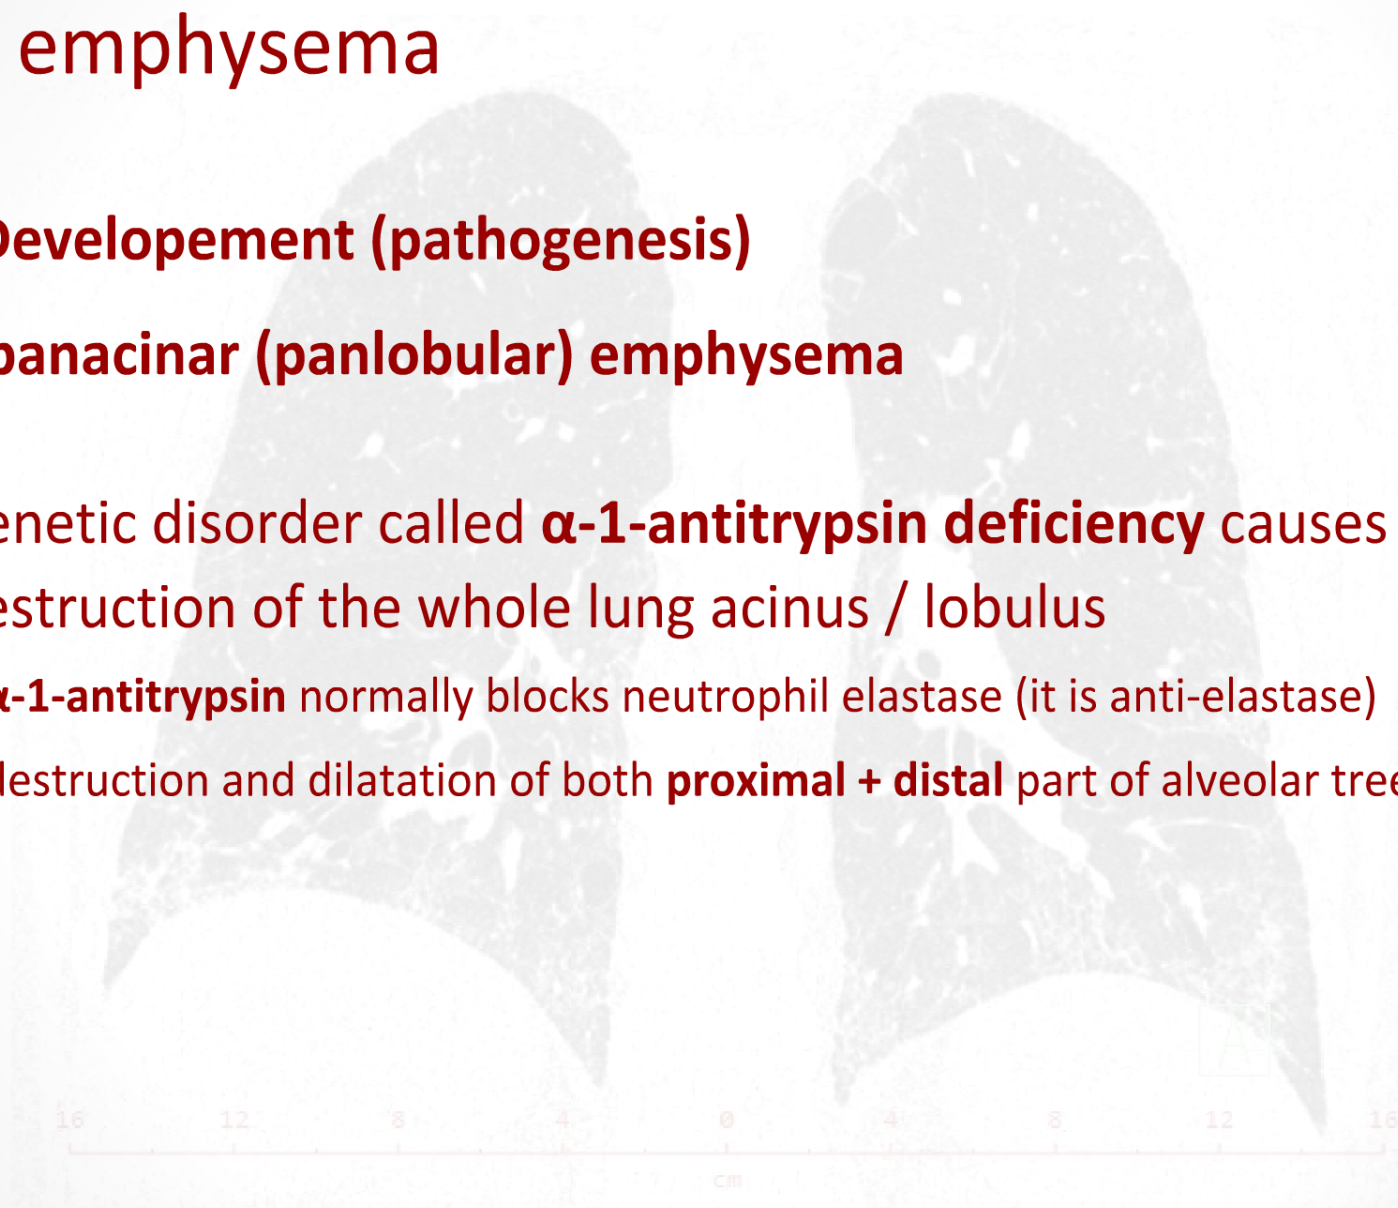 emphysema
Developement (pathogenesis)
panacinar (panlobular) emphysema
enetic disorder called α-1-antitrypsin deficiency causes
estruction of the whole lung acinus / lobulus
α-1-antitrypsin normally blocks neutrophil elastase (it is anti-elastase)
destruction and dilatation of both proximal + distal part of alveolar tree
16 12 8 4 0 4 8 12 16
cm